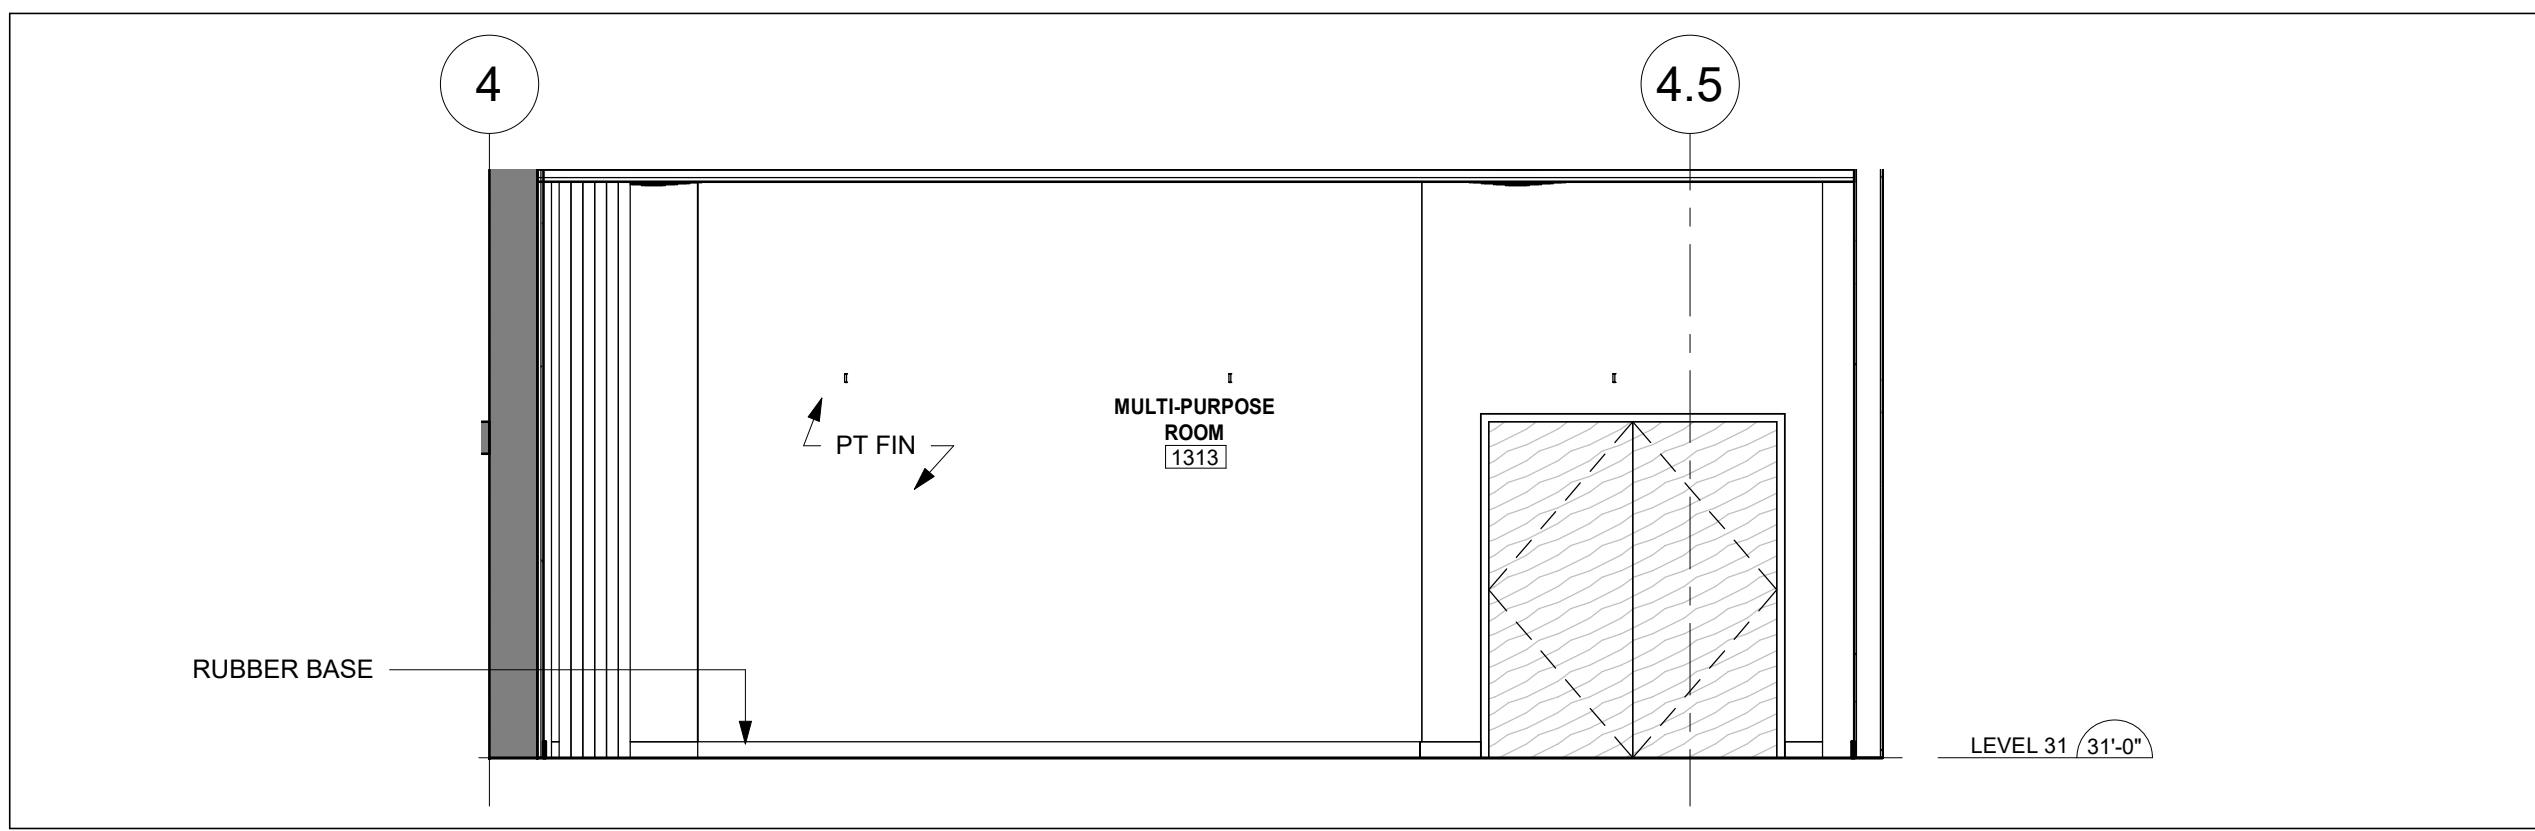 4
4.5
MULTI-PURPOSE
ROOM
1313
PT FIN
RUBBER BASE
LEVEL 31 31'-0"